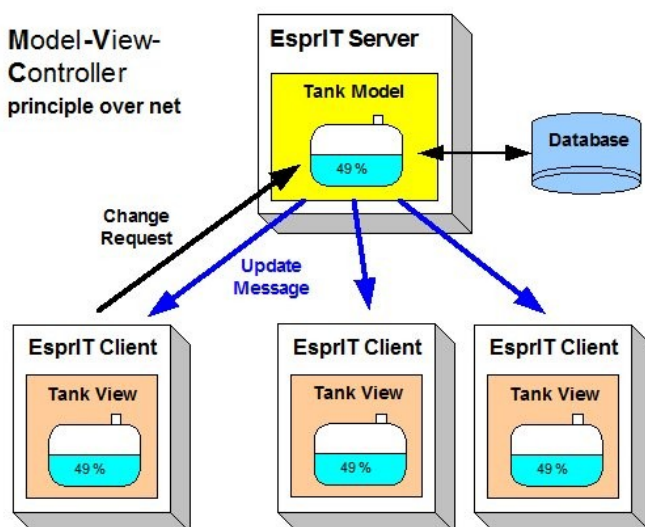 Model-View-
Controller
principle over net
EsprIT Server
Tank Model
49 %
Database
Change
Request
Update
Message
EsprIT Client
Tank View
49 %
EsprIT Client
Tank View
49 %
EsprIT Client
Tank View
49 %